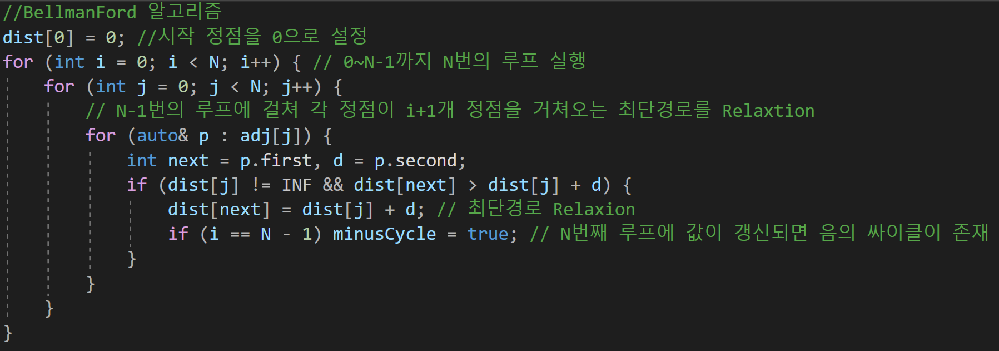 //BellmanFord 알고리즘
dist[0] = 0; //시작 정점을 0으로 설정
for (int i = 0; i < N; i++) { // 0~N-1까지 N번의 루프 실행
    for (int j = 0; j < N; j++) {
        // N-1번의 루프에 걸쳐 각 정점이 i+1개 정점을 거쳐오는 최단경로를 Relaxtion
        for (auto& p : adj[j]) {
            int next = p.first, d = p.second;
            if (dist[j] != INF && dist[next] > dist[j] + d) {
                dist[next] = dist[j] + d; // 최단경로 Relaxion
                if (i == N - 1) minusCycle = true; // N번째 루프에 값이 갱신되면 음의 싸이클이 존재
            }
        }
    }
}